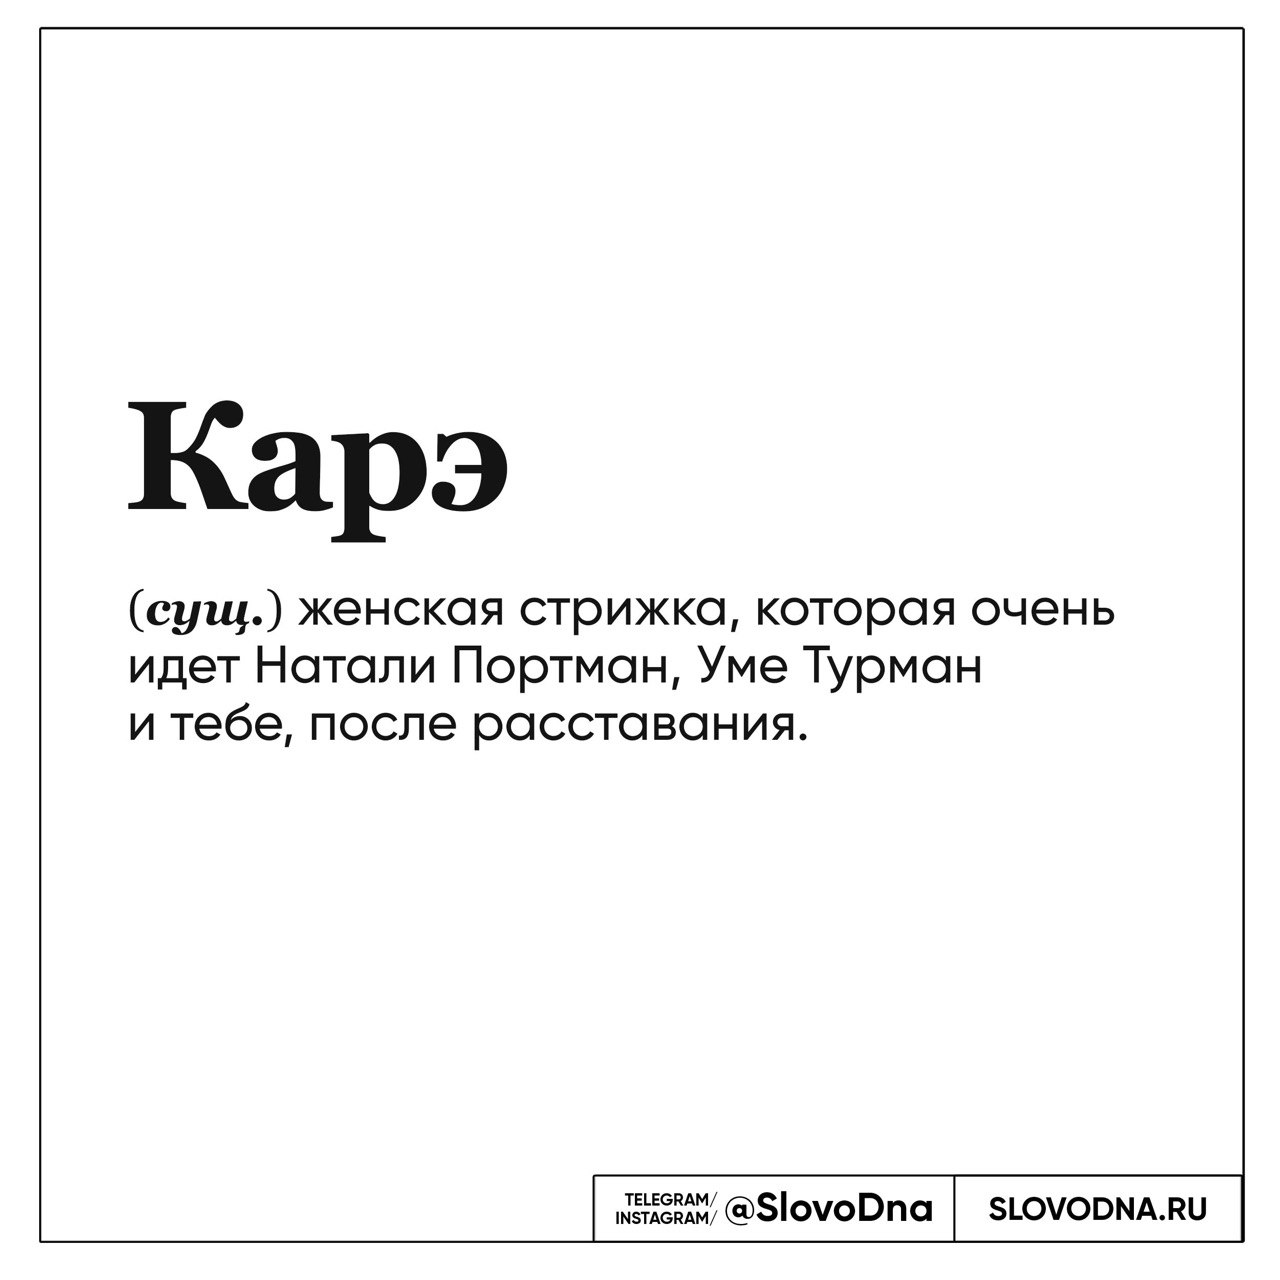 Карэ
(сущ.) женская стрижка, которая очень
идет Натали Портман, Уме Турман
и тебе, после расставания.
TELEGRAM/
INSTAGRAM/
@SlovoDna
SLOVODNA.RU